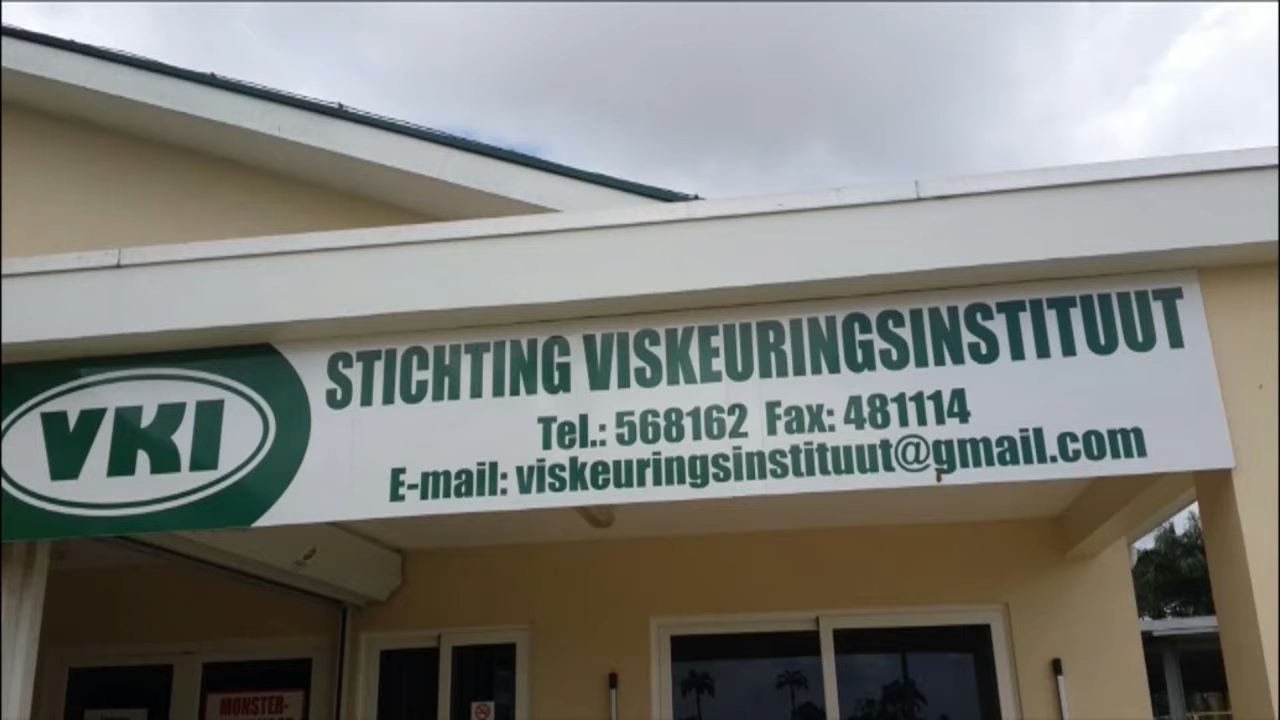 VKI
STICHTING VISKEURINGSINSTITUUT
Tel.: 568162 Fax: 481114
E-mail: viskeuringsinstituut@gmail.com
MONSTER-